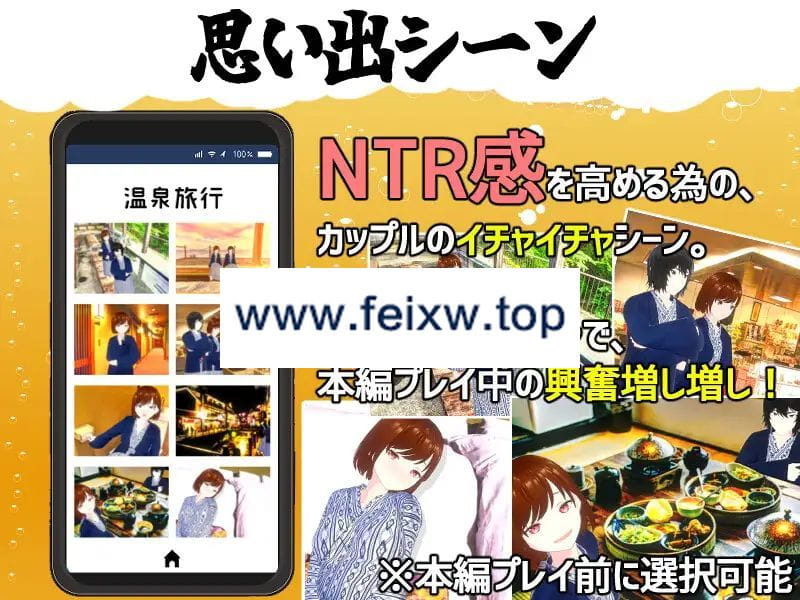 思い出シーン
100%
温泉旅行
NTR感を高める為の、
カップルのイチャイチャシーン。
www.feixw.top
で、
本編プレイ中の興奮増し増し！
※本編プレイ前に選択可能